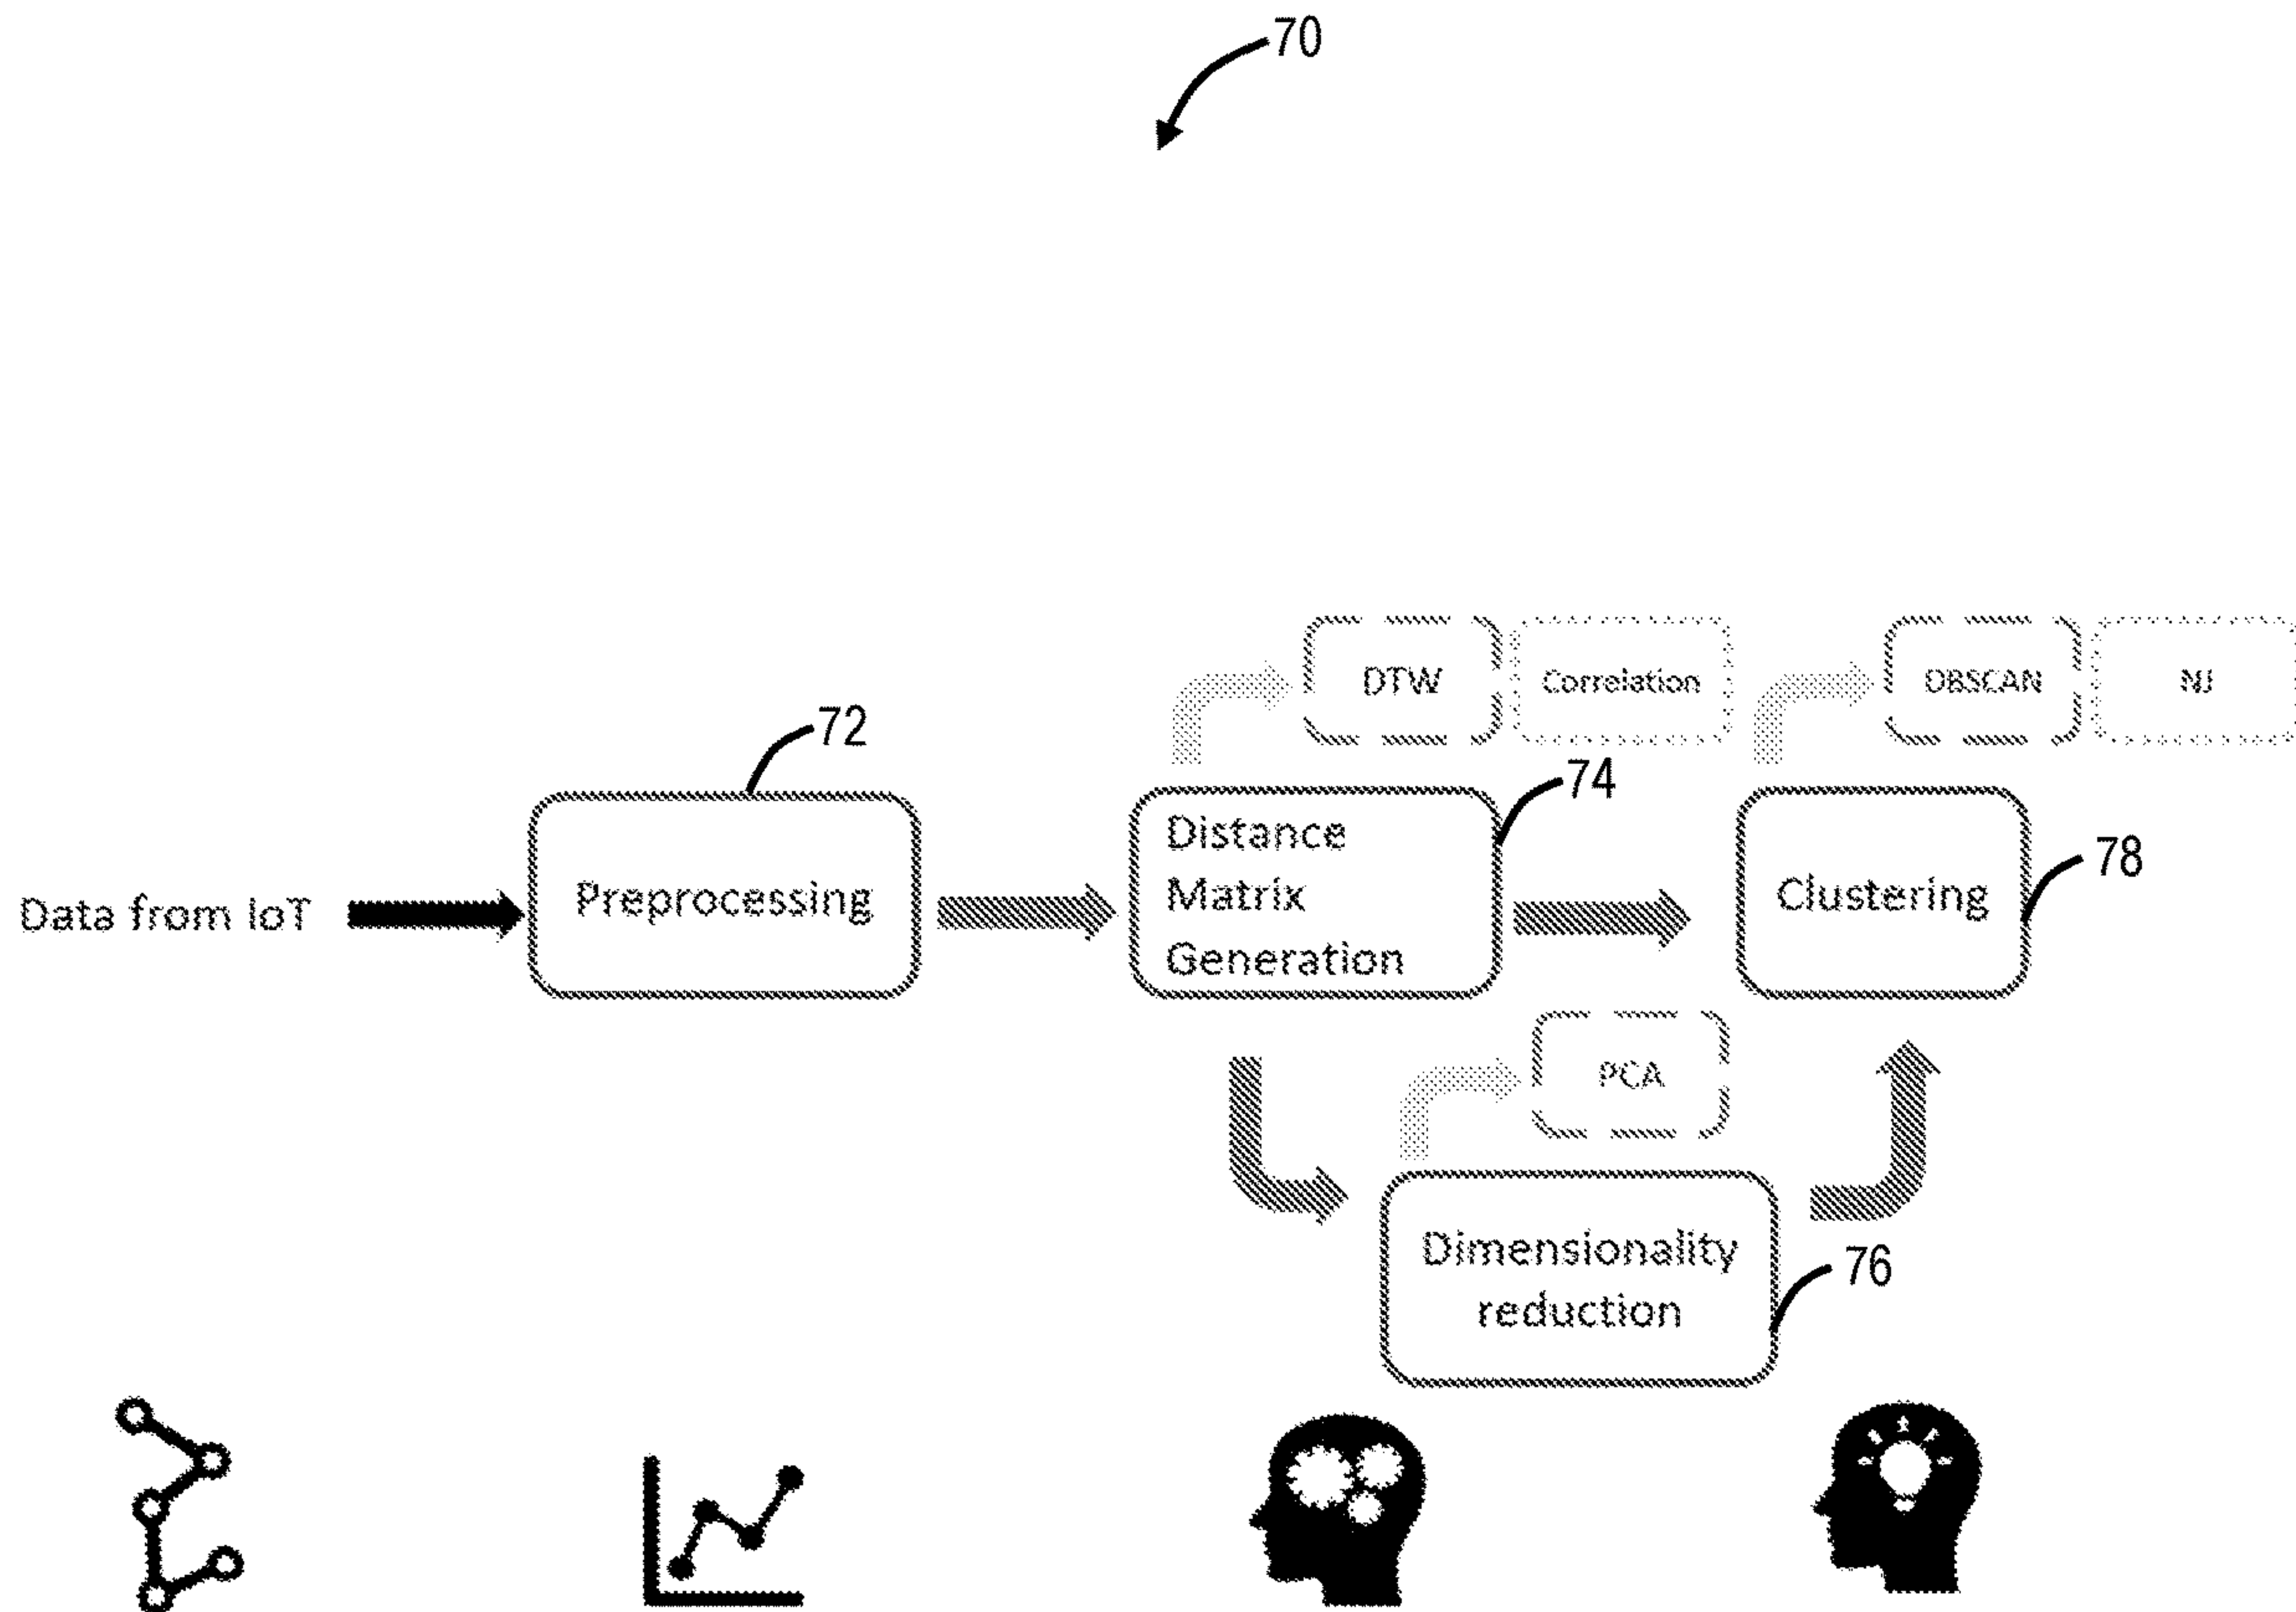 70
DTW
Correlation
DBSCAN
NJ
72
74
78
Data from IoT
Preprocessing
Distance
Matrix
Generation
Clustering
PCA
Dimensionality
reduction
76